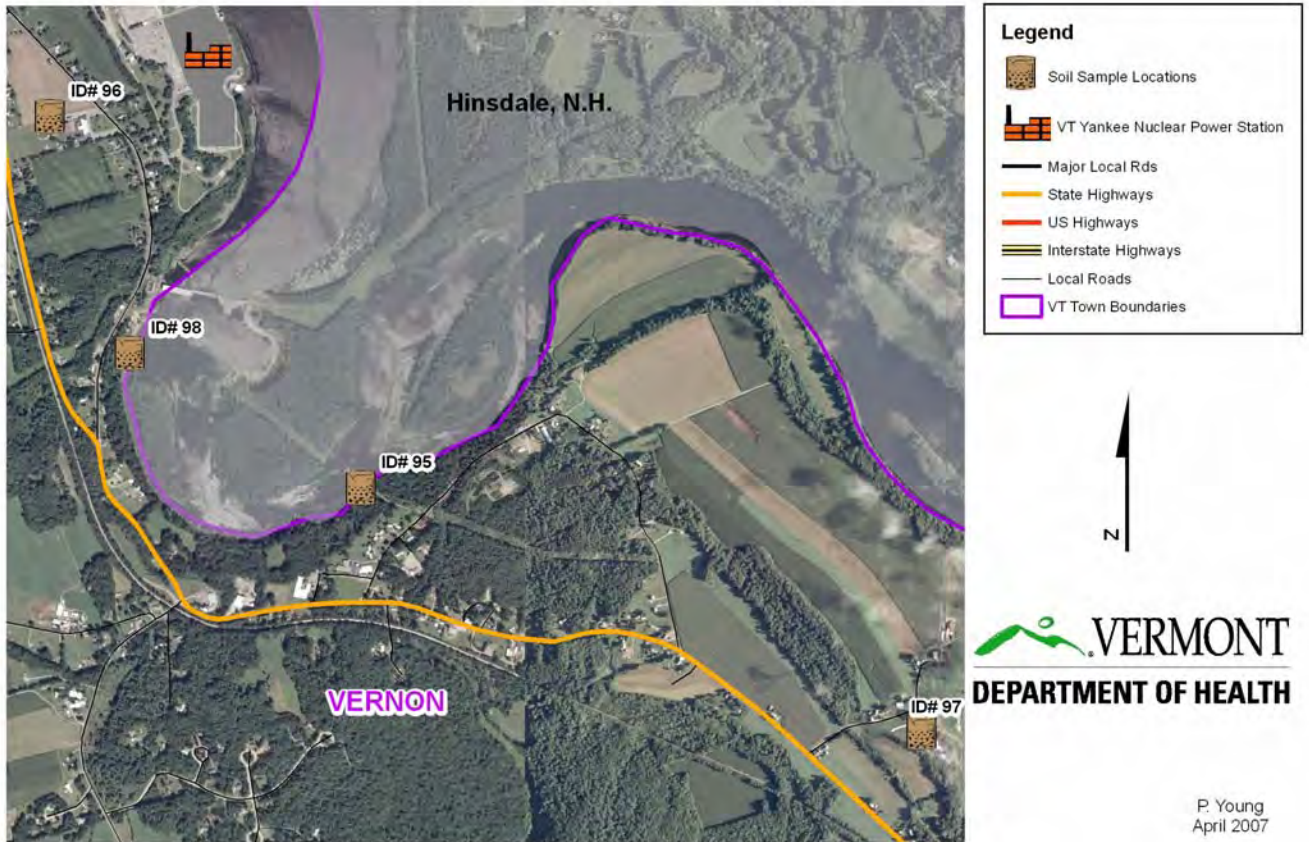 ID# 96
Hinsdale, N.H.
ID# 98
ID# 95
VERNON
ID# 97
Legend
Soil Sample Locations
VT Yankee Nuclear Power Station
Major Local Rds
State Highways
US Highways
Interstate Highways
Local Roads
VT Town Boundaries
N
VERMONT
DEPARTMENT OF HEALTH
P. Young
April 2007